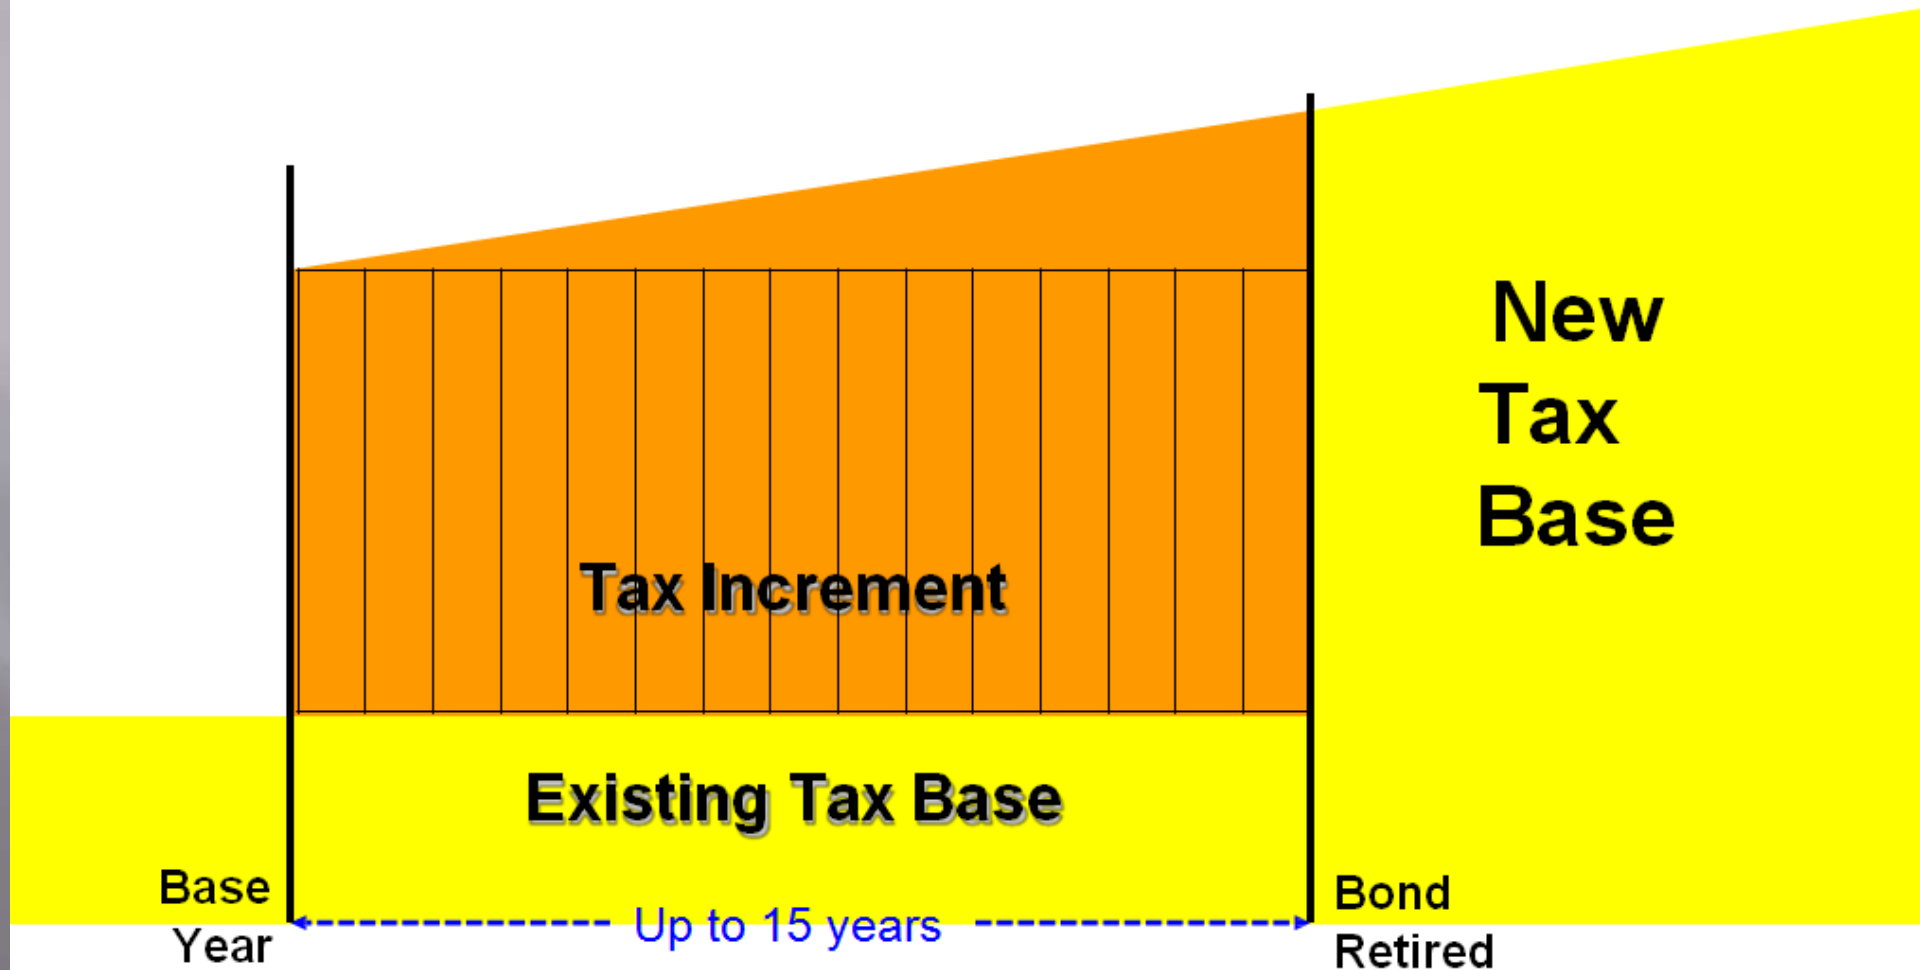 New
Tax
Base
Tax Increment
Existing Tax Base
Base
Year
Up to 15 years
Bond
Retired